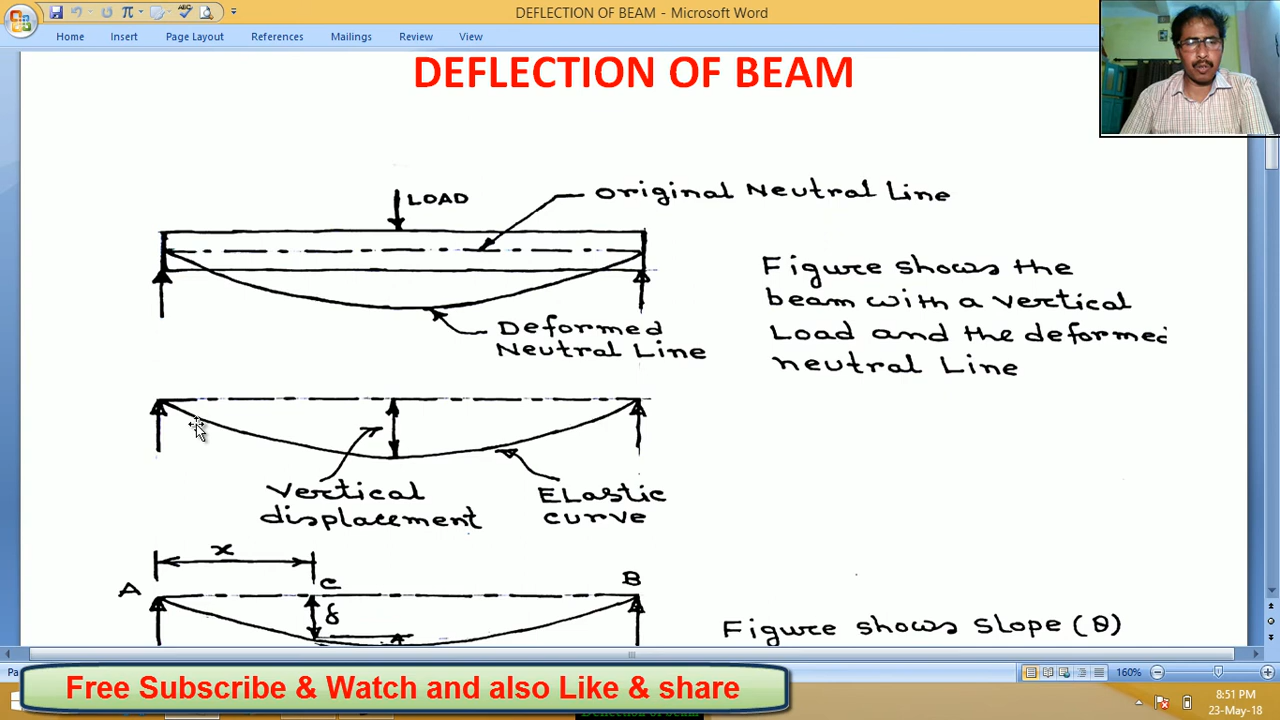 DEFLECTION OF BEAM - Microsoft Word
Home Insert Page Layout References Mailings Review View
DEFLECTION OF BEAM
LOAD
Original Neutral Line
Figure shows the
beam with a vertical
Load and the deformed
neutral Line
Deformed
Neutral Line
Vertical
displacement
Elastic
curve
x
A
C
B
δ
Figure shows slope (θ)
160%
Free Subscribe & Watch and also Like & share
8:51 PM
23-May-18